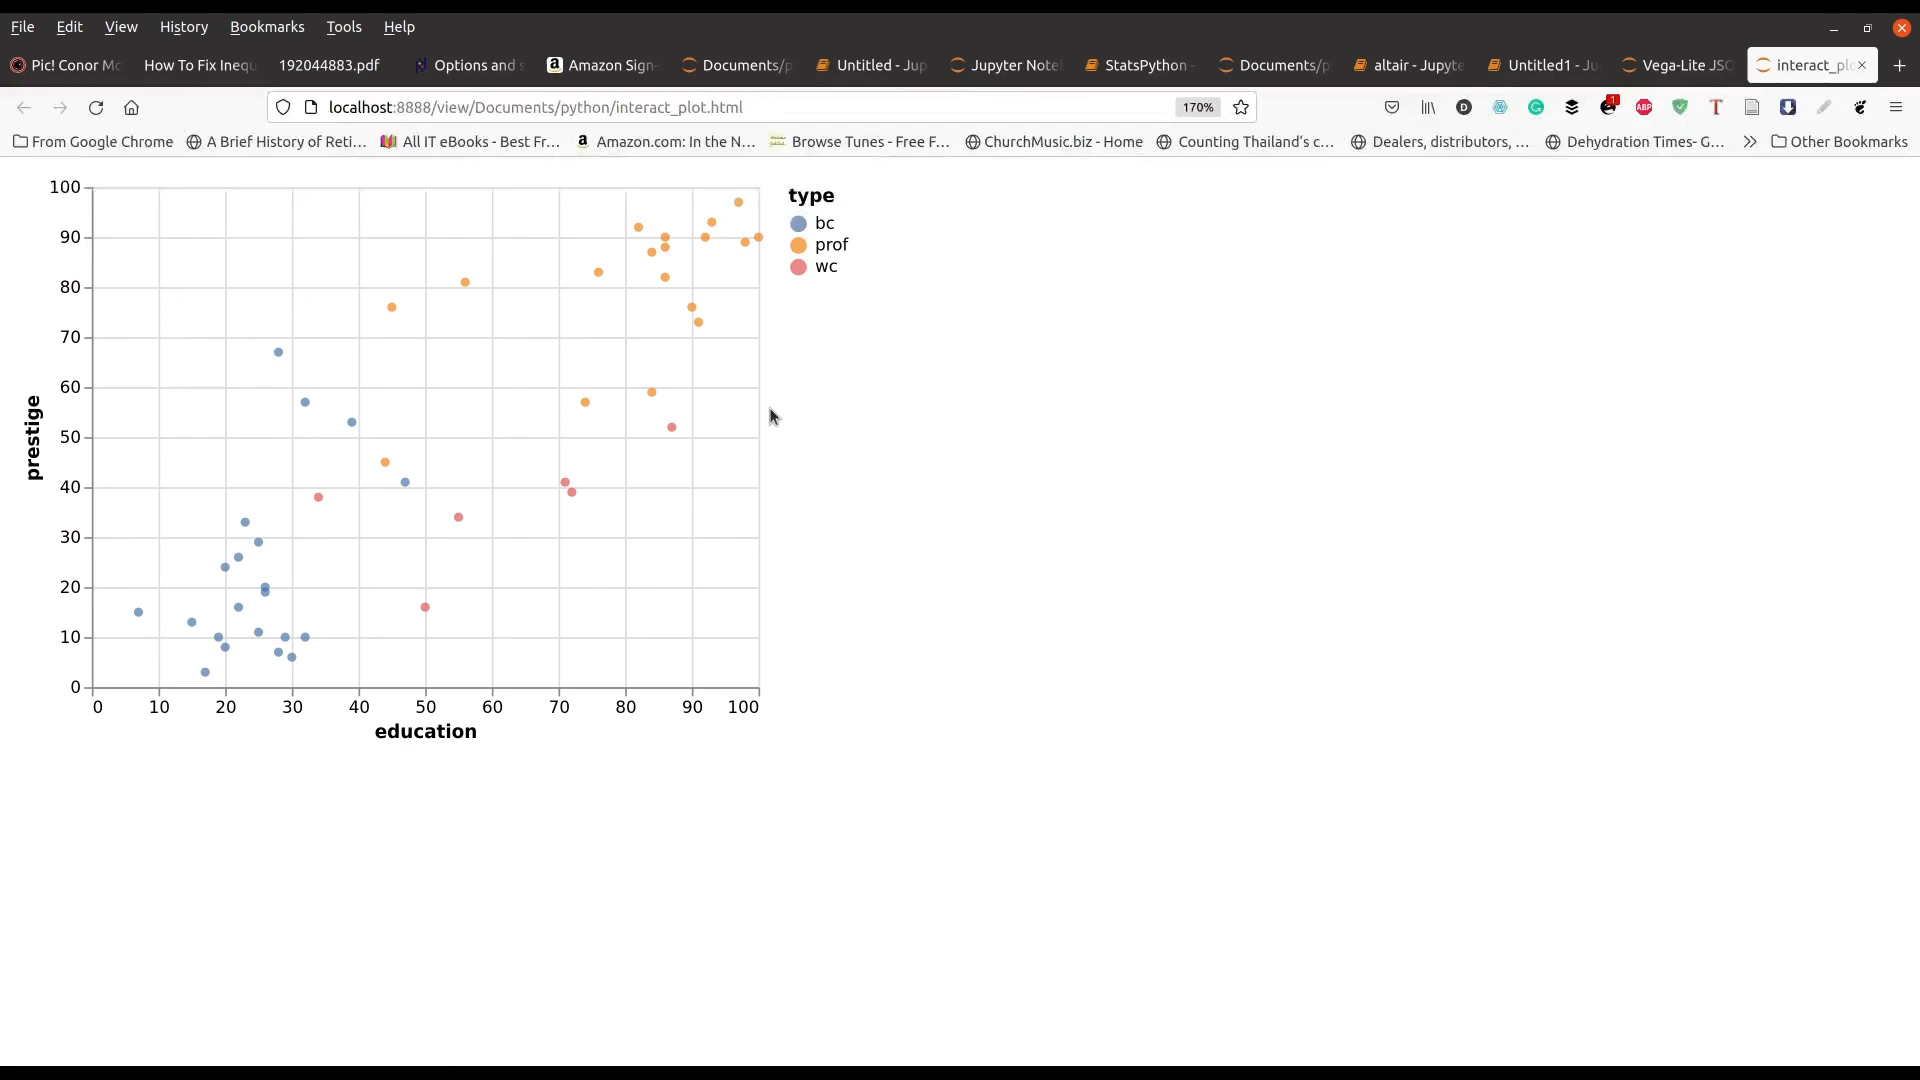 File Edit View History Bookmarks Tools Help
Pic! Conor Mc How To Fix Inequ 192044883.pdf Options and s Amazon Sign- Documents/p Untitled - Jup Jupyter Note StatsPython - Documents/p altair - Jupyte Untitled1 - Ju Vega-Lite JSO interact_plo
localhost:8888/view/Documents/python/interact_plot.html 170%
From Google Chrome A Brief History of Reti... All IT eBooks - Best Fr... Amazon.com: In the N... Browse Tunes - Free F... ChurchMusic.biz - Home Counting Thailand's c... Dealers, distributors, ... Dehydration Times- G... Other Bookmarks
type
bc
prof
wc
100
90
80
70
60
50
40
30
20
10
0
prestige
0 10 20 30 40 50 60 70 80 90 100
education